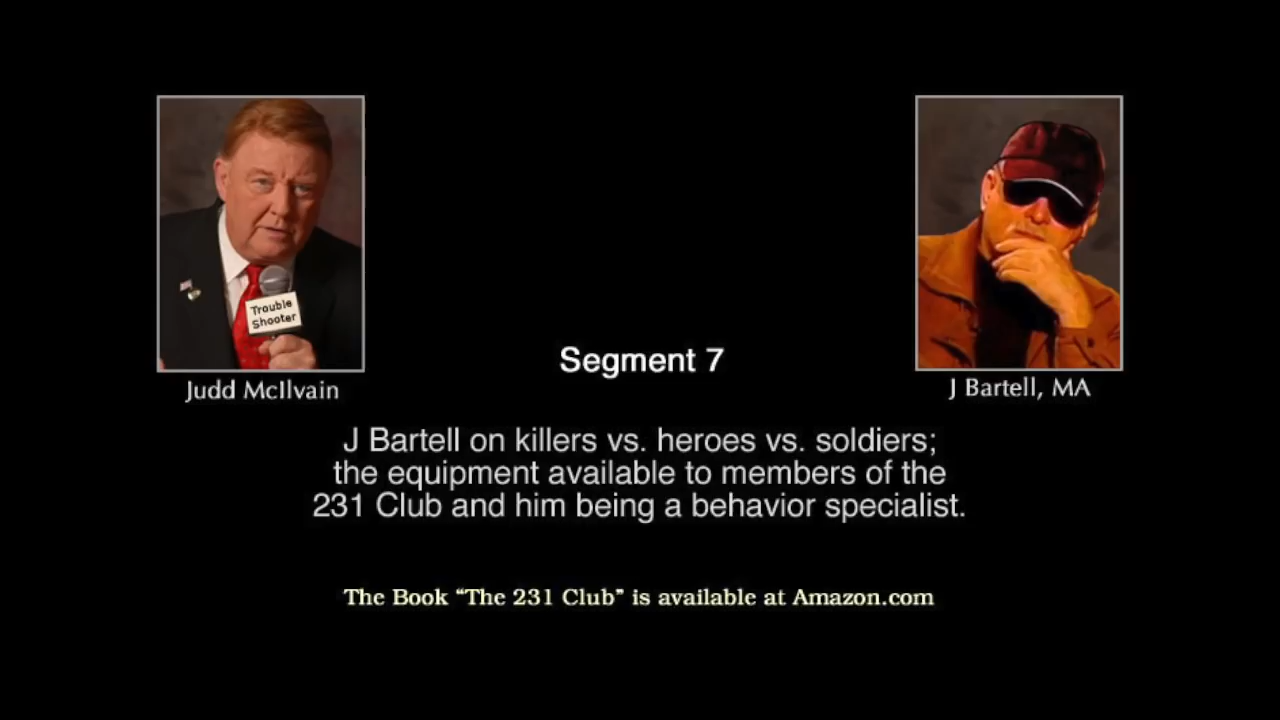 Trouble
Shooter
Judd McIlvain
J Bartell, MA
Segment 7
J Bartell on killers vs. heroes vs. soldiers;
the equipment available to members of the
231 Club and him being a behavior specialist.
The Book “The 231 Club” is available at Amazon.com